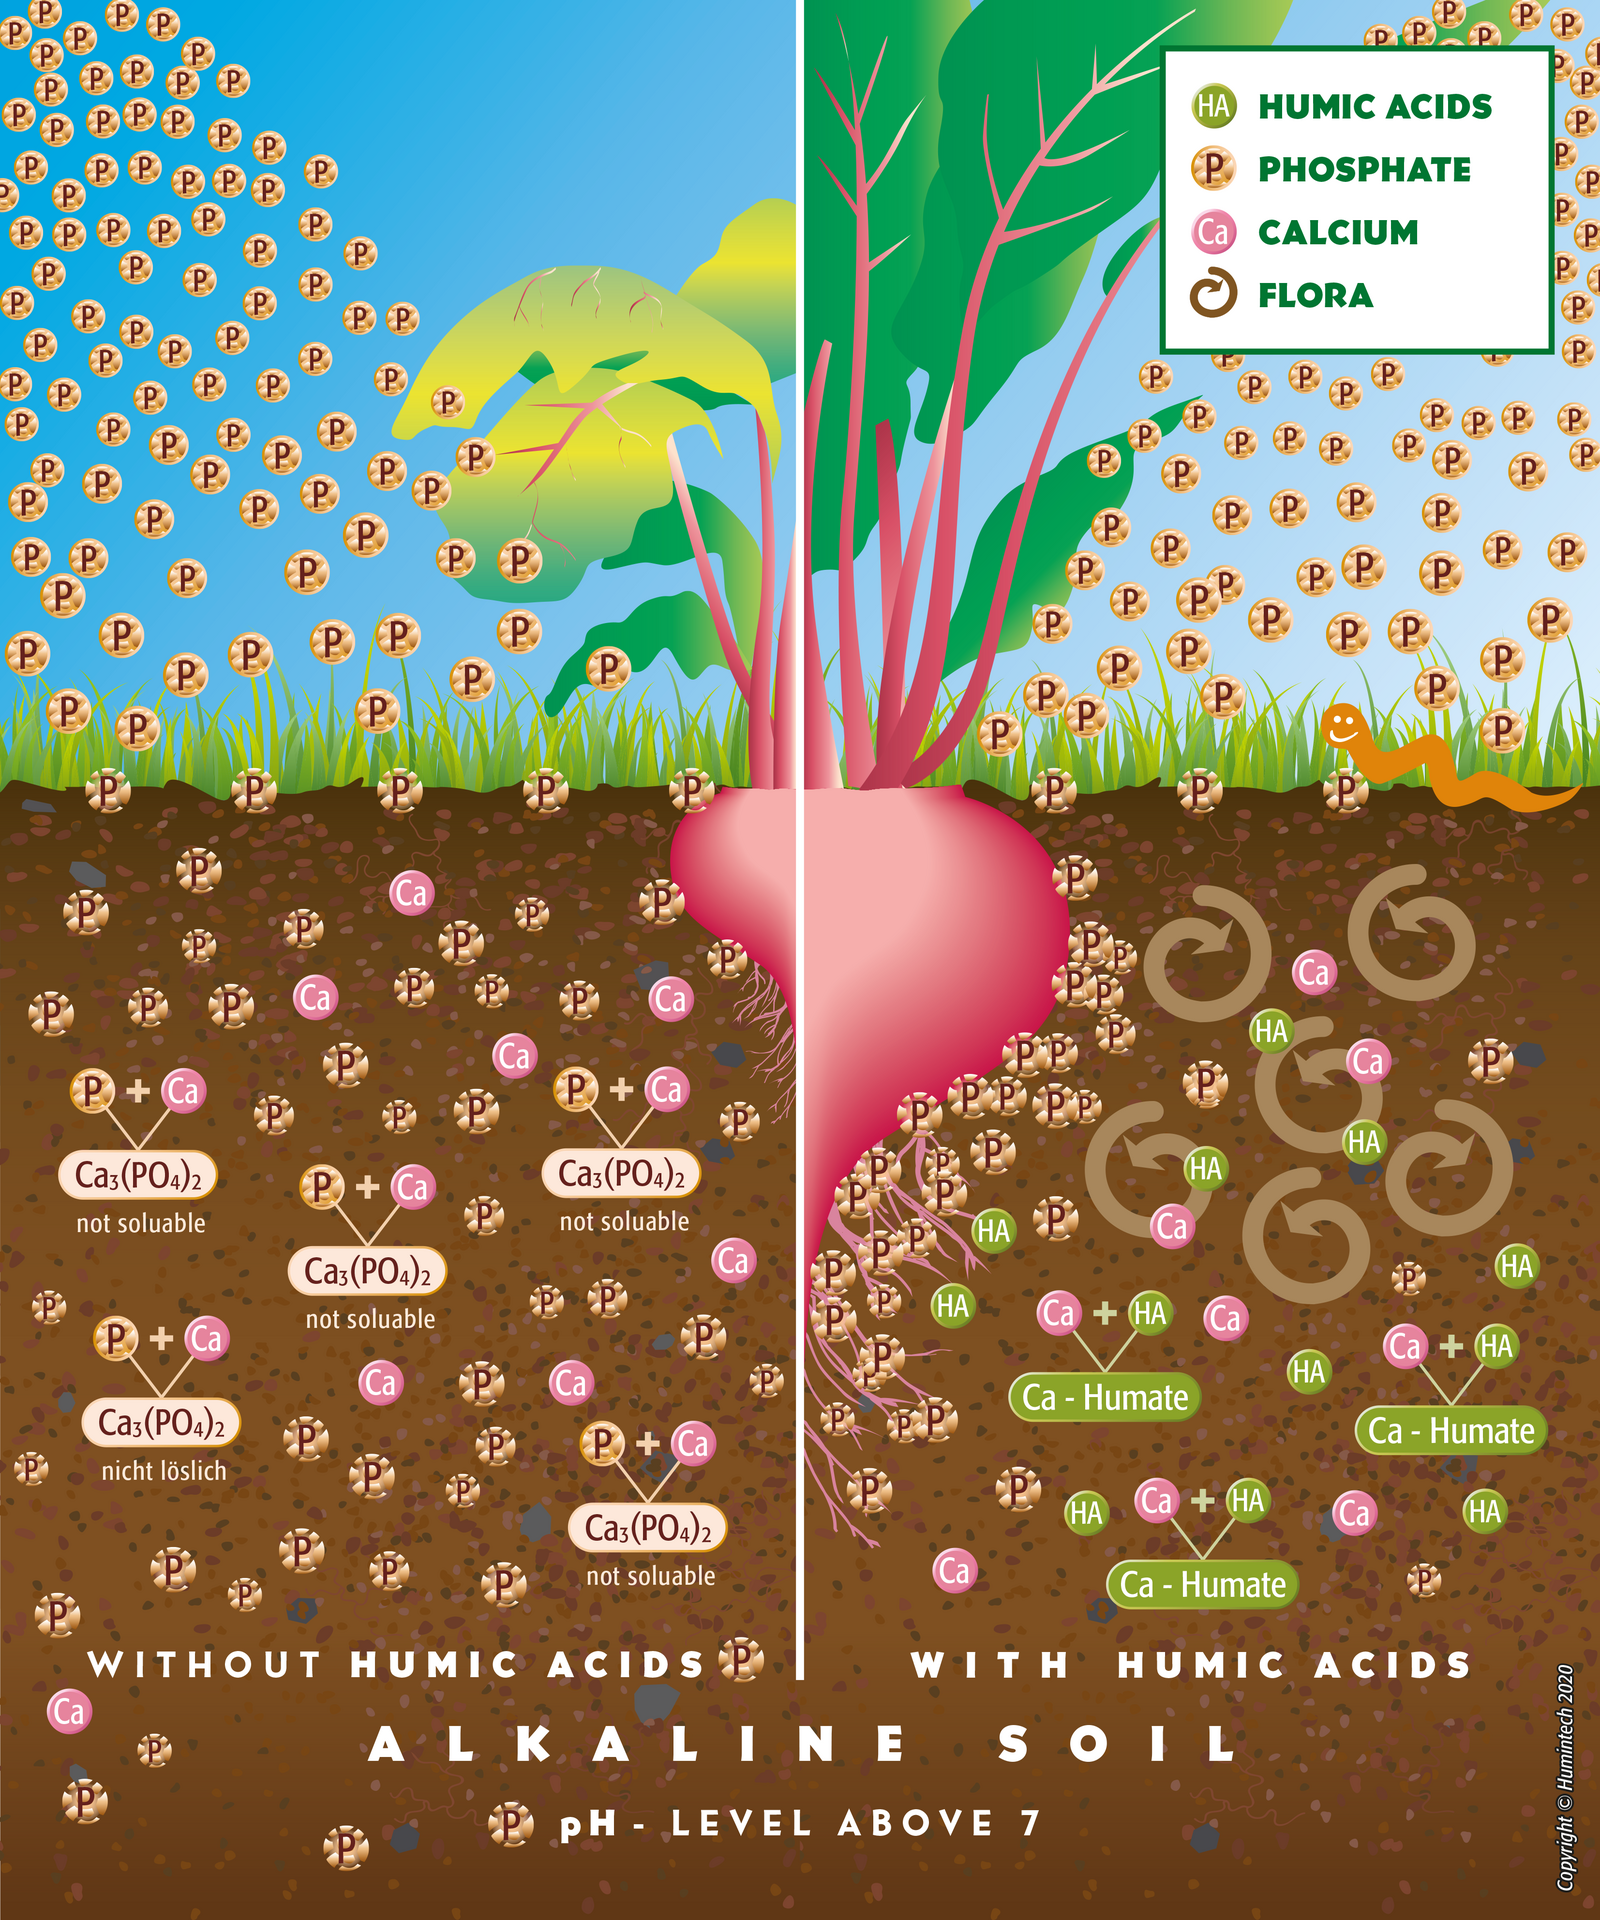 HA HUMIC ACIDS
P PHOSPHATE
Ca CALCIUM
FLORA
P + Ca
Ca₃(PO₄)₂
not soluable
P + Ca
Ca₃(PO₄)₂
not soluable
P + Ca
Ca₃(PO₄)₂
not soluable
P + Ca
Ca₃(PO₄)₂
nicht löslich
P + Ca
Ca₃(PO₄)₂
not soluable
Ca + HA
Ca - Humate
Ca + HA
Ca - Humate
Ca + HA
Ca - Humate
WITHOUT HUMIC ACIDS
WITH HUMIC ACIDS
ALKALINE SOIL
pH - LEVEL ABOVE 7
Copyright © Humintech 2020